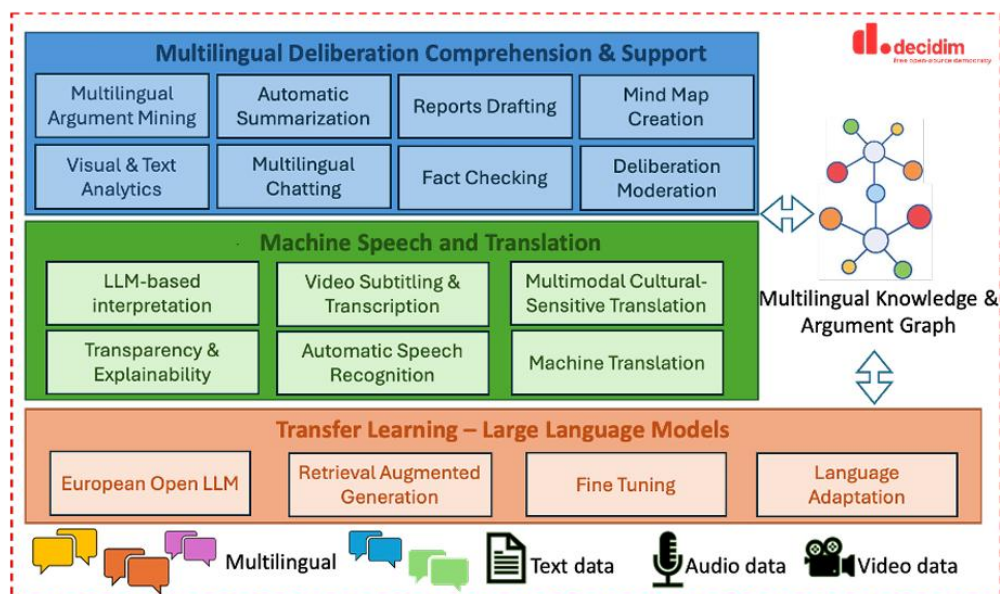 decidim
free open-source democracy
Multilingual Deliberation Comprehension & Support
Multilingual
Argument Mining
Automatic
Summarization
Reports Drafting
Mind Map
Creation
Visual & Text
Analytics
Multilingual
Chatting
Fact Checking
Deliberation
Moderation
Machine Speech and Translation
LLM-based
interpretation
Video Subtitling &
Transcription
Multimodal Cultural-
Sensitive Translation
Transparency &
Explainability
Automatic Speech
Recognition
Machine Translation
Multilingual Knowledge &
Argument Graph
Transfer Learning – Large Language Models
European Open LLM
Retrieval Augmented
Generation
Fine Tuning
Language
Adaptation
Multilingual
Text data
Audio data
Video data